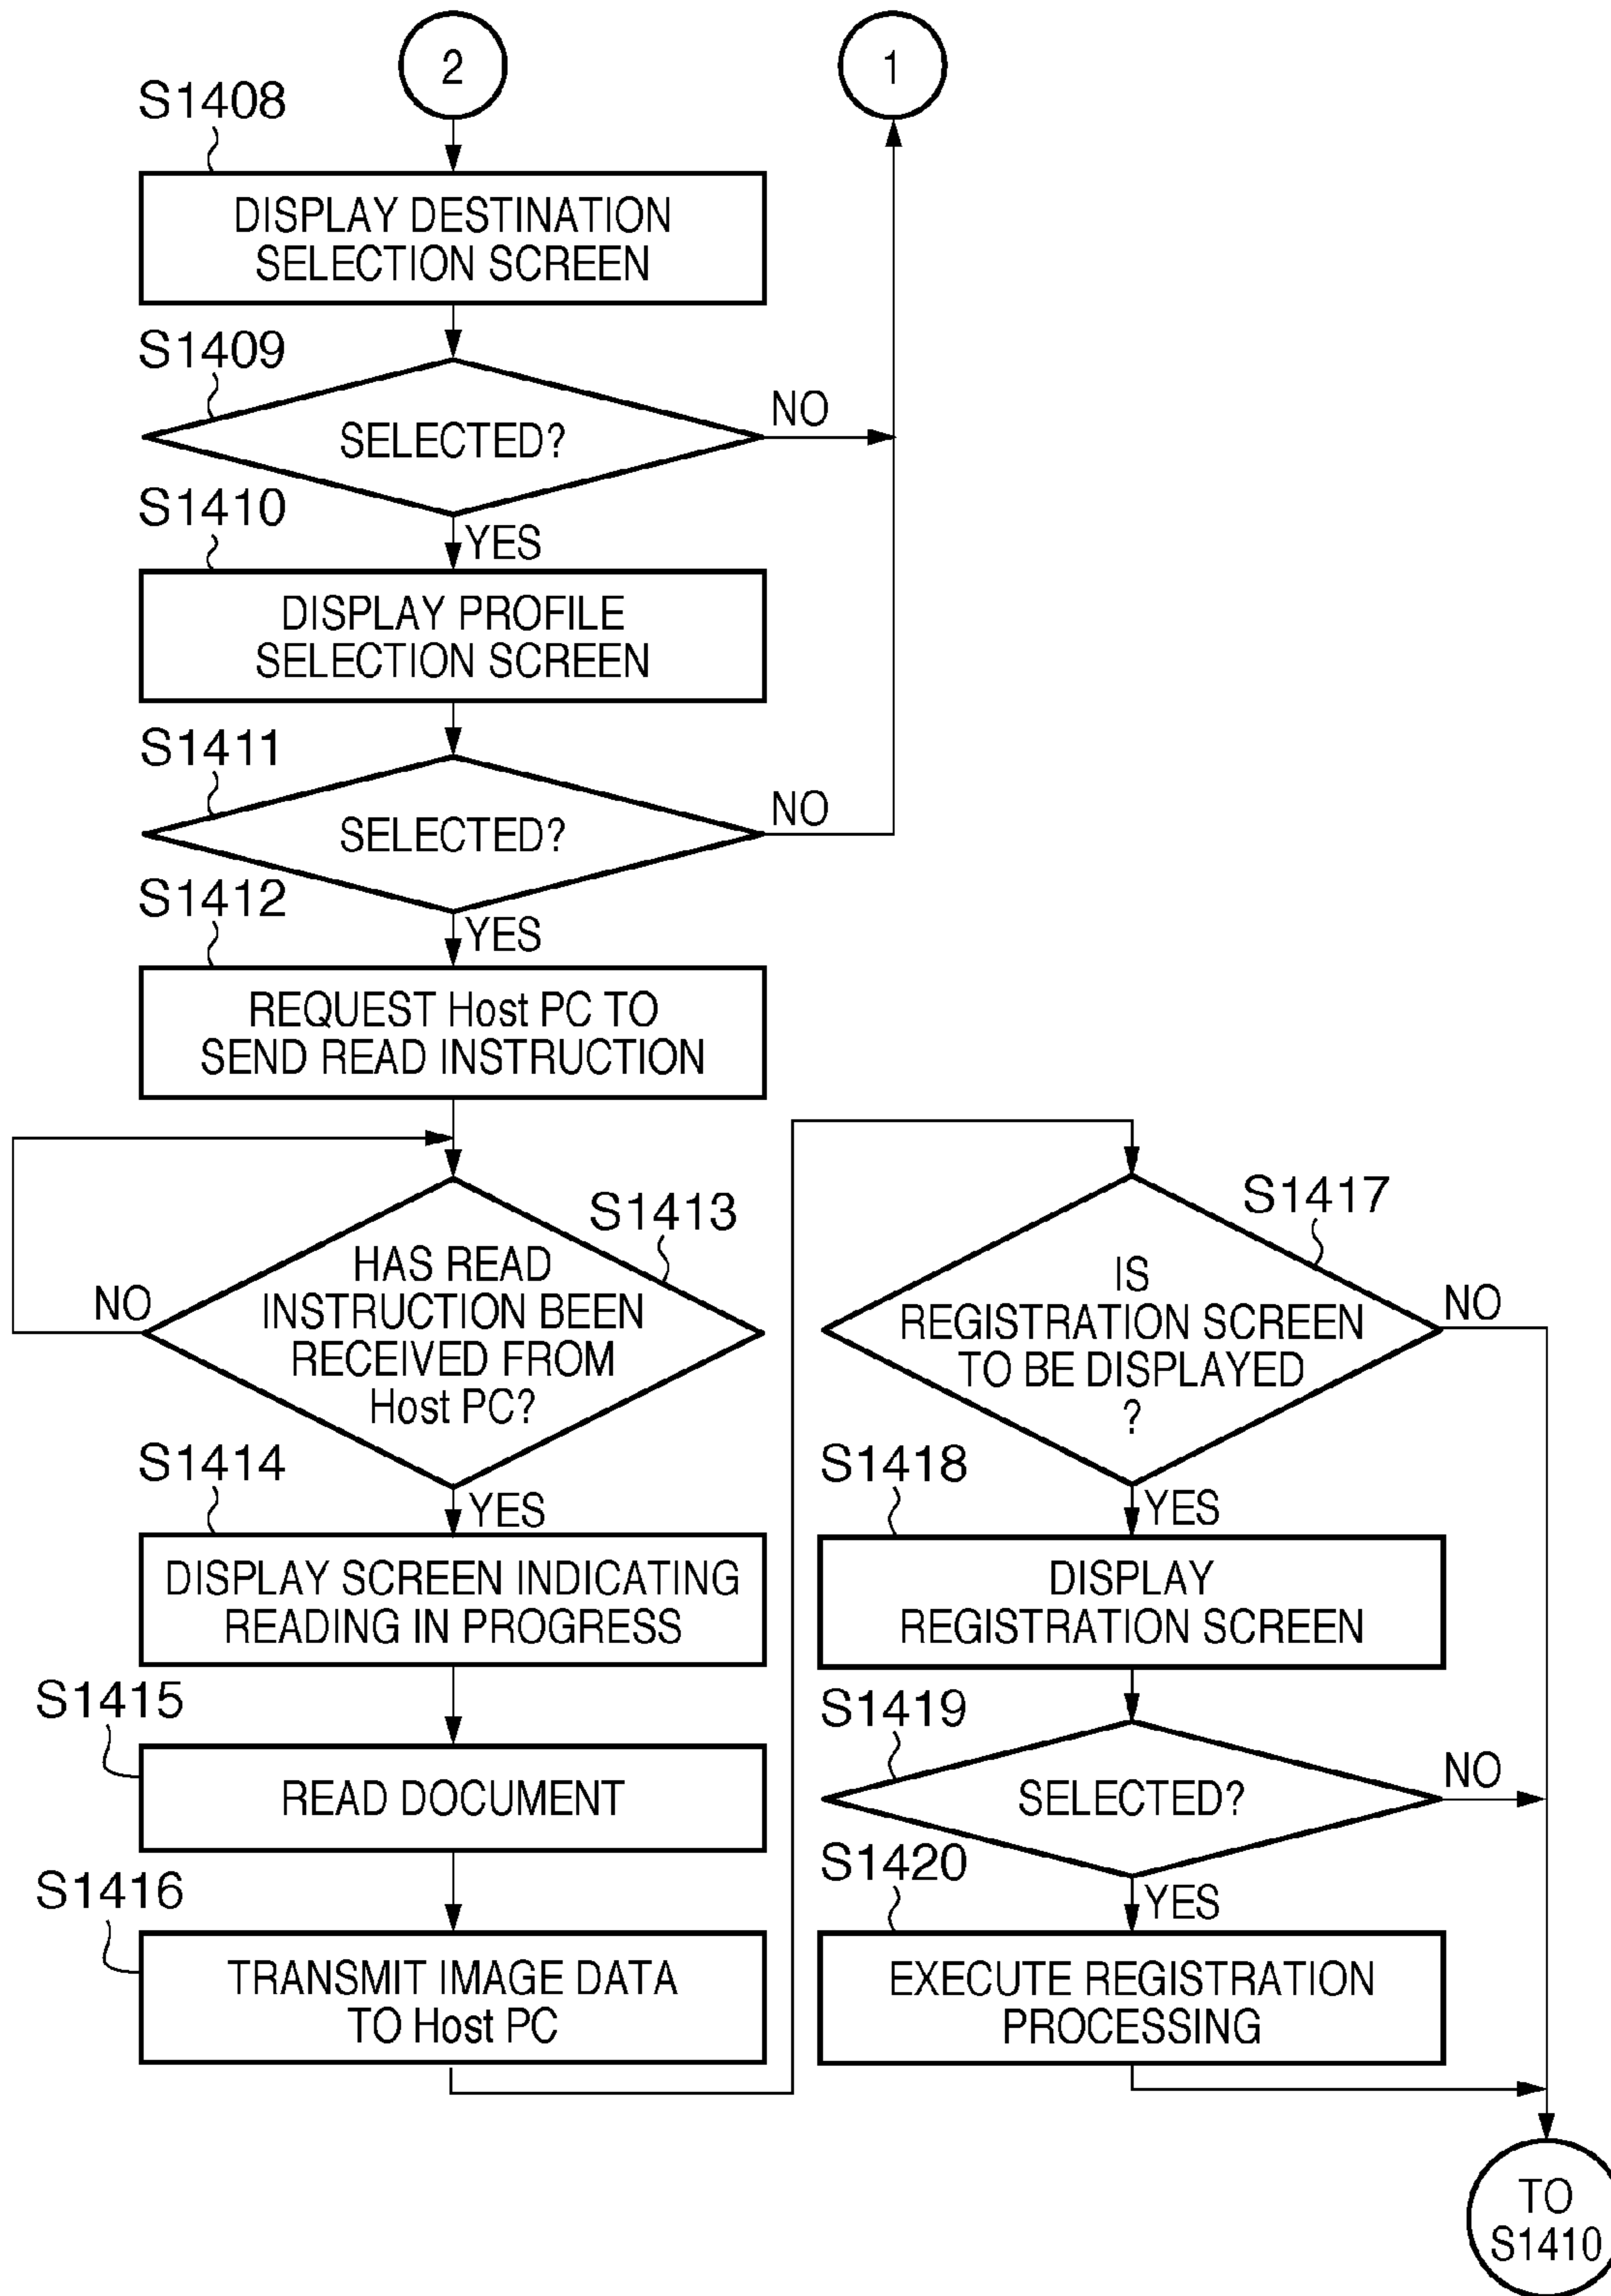 2
1
S1408
DISPLAY DESTINATION
SELECTION SCREEN
S1409
SELECTED?
NO
S1410
YES
DISPLAY PROFILE
SELECTION SCREEN
S1411
SELECTED?
NO
S1412
YES
REQUEST Host PC TO
SEND READ INSTRUCTION
S1413
HAS READ
INSTRUCTION BEEN
RECEIVED FROM
Host PC?
NO
S1414
YES
DISPLAY SCREEN INDICATING
READING IN PROGRESS
S1415
READ DOCUMENT
S1416
TRANSMIT IMAGE DATA
TO Host PC
S1417
IS
REGISTRATION SCREEN
TO BE DISPLAYED
?
NO
S1418
YES
DISPLAY
REGISTRATION SCREEN
S1419
SELECTED?
NO
S1420
YES
EXECUTE REGISTRATION
PROCESSING
TO
S1410